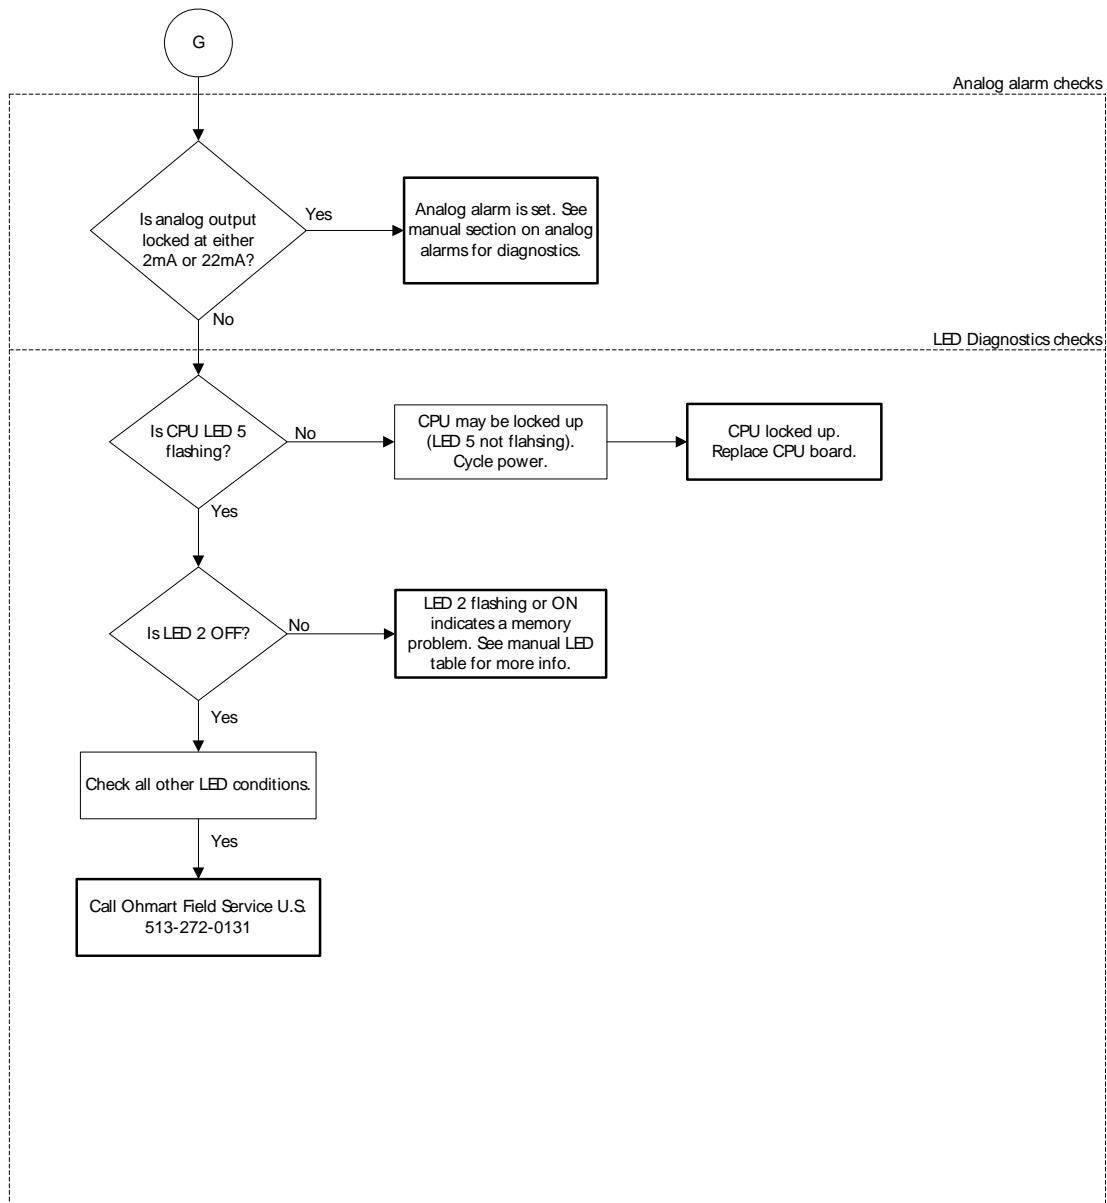 G
Analog alarm checks
Is analog output
locked at either
2mA or 22mA?
Yes
Analog alarm is set. See
manual section on analog
alarms for diagnostics.
No
LED Diagnostics checks
Is CPU LED 5
flashing?
No
CPU may be locked up
(LED 5 not flahsing).
Cycle power.
CPU locked up.
Replace CPU board.
Yes
Is LED 2 OFF?
No
LED 2 flashing or ON
indicates a memory
problem. See manual LED
table for more info.
Yes
Check all other LED conditions.
Yes
Call Ohmart Field Service U.S.
513-272-0131